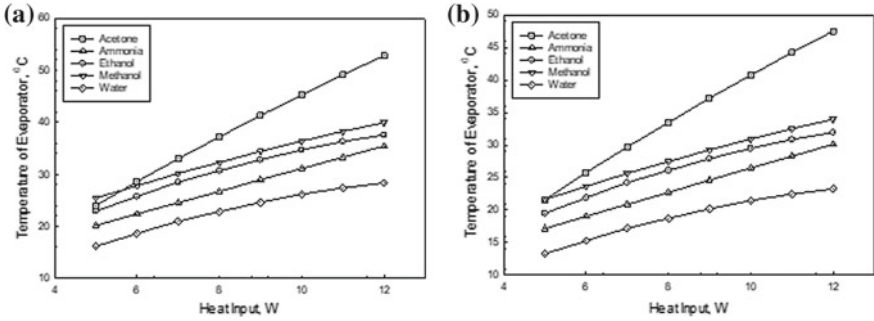 (a)
60
50
40
30
20
10
Temperature of Evaporator, °C
Acetone
Ammonia
Ethanol
Methanol
Water
4
6
8
10
12
Heat Input, W
(b)
50
45
40
35
30
25
20
15
10
Temperature of Evaporator, °C
Acetone
Ammonia
Ethanol
Methanol
Water
4
6
8
10
12
Heat Input, W